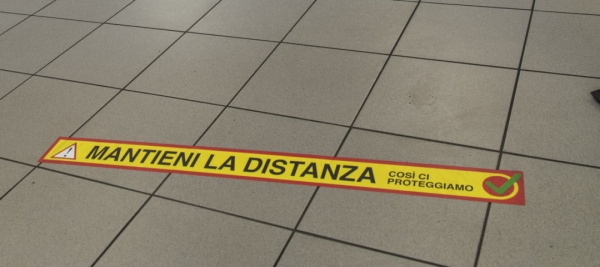 MANTIENI LA DISTANZA
COSÌ CI
PROTEGGIAMO